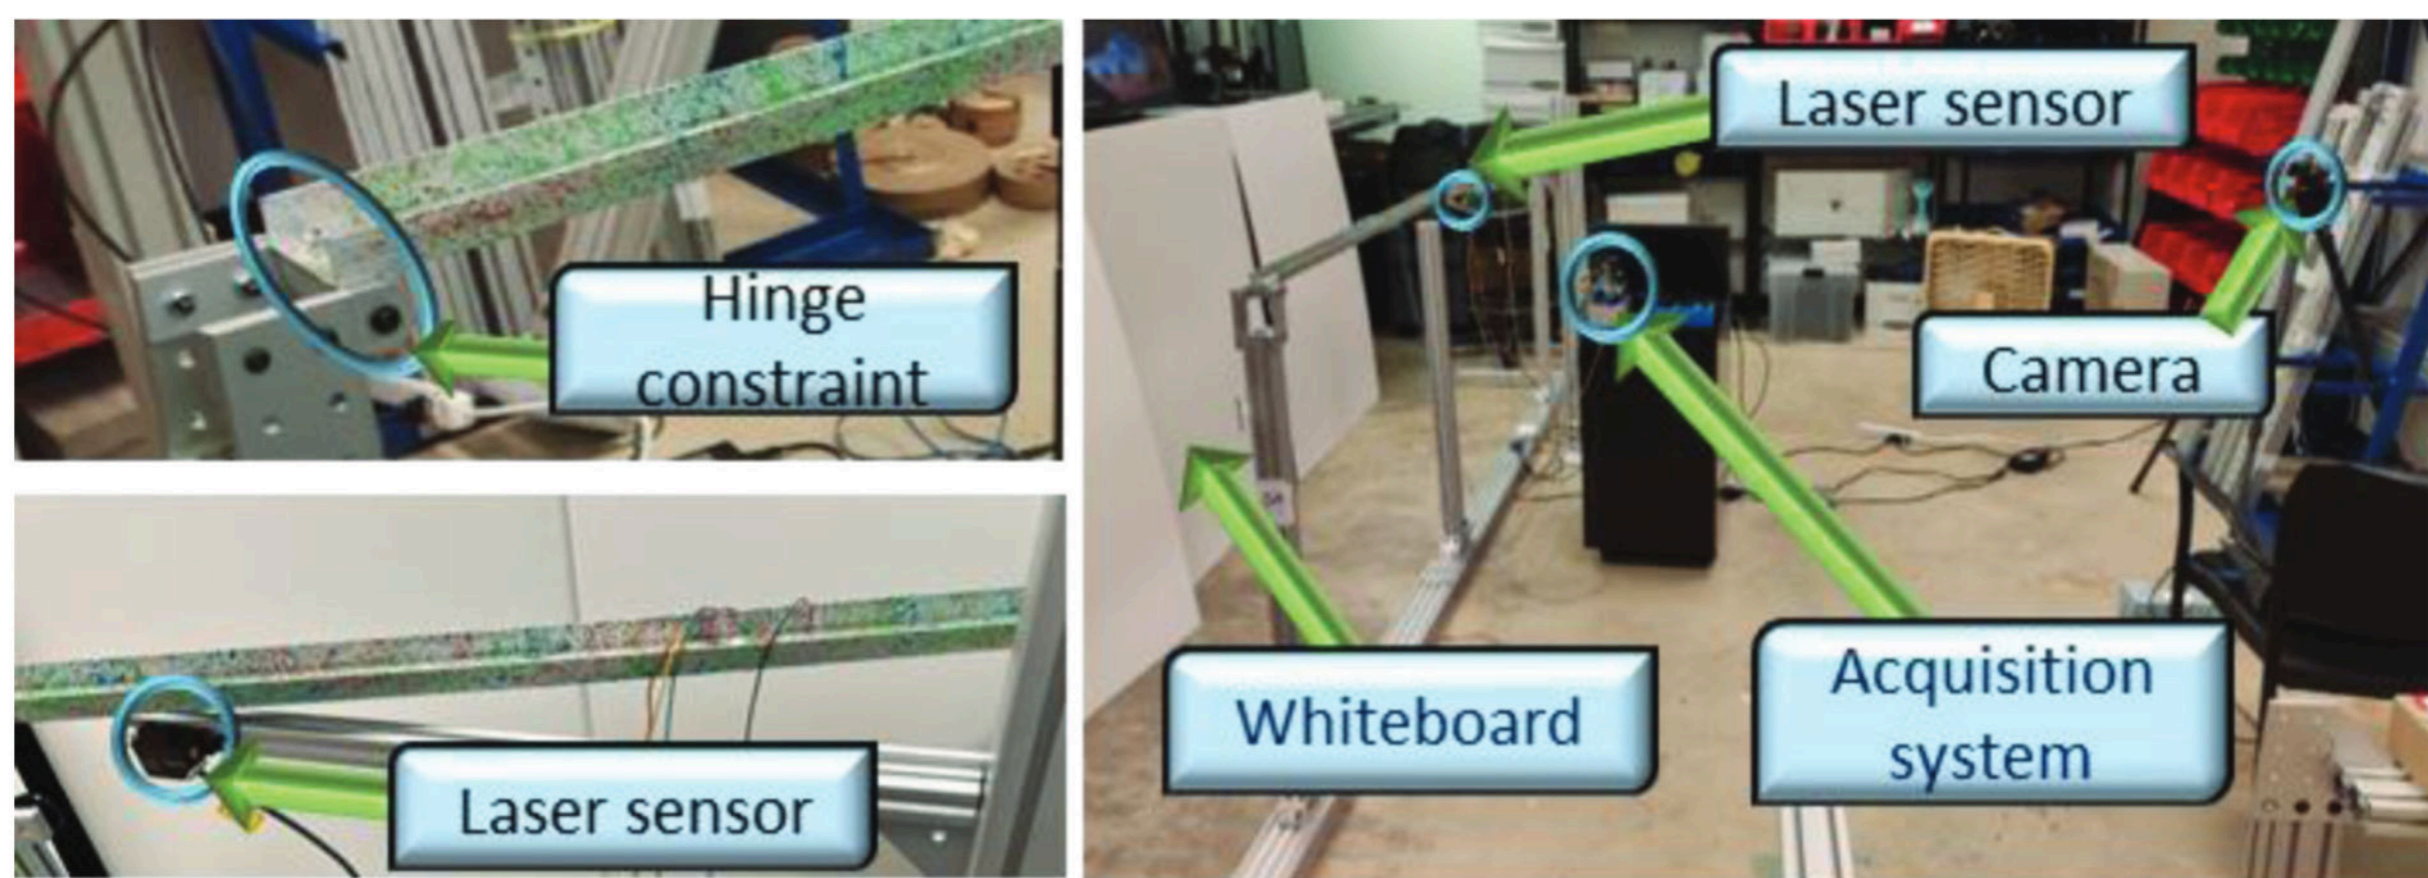 Hinge
constraint
Laser sensor
Laser sensor
Camera
Whiteboard
Acquisition
system